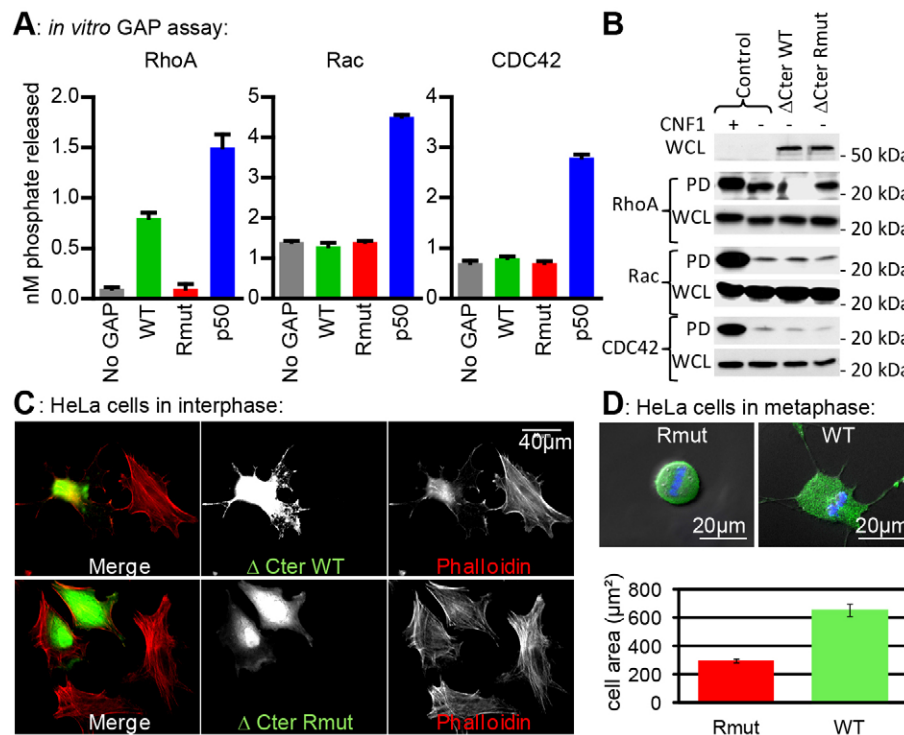 A: in vitro GAP assay:
RhoA
Rac
CDC42
nM phosphate released
2.0
1.5
1.0
0.5
0.0
No GAP
WT
Rmut
p50
5
4
3
2
1
0
No GAP
WT
Rmut
p50
4
3
2
1
0
No GAP
WT
Rmut
p50
B
Control
ΔCter WT
ΔCter Rmut
CNF1 + - - -
WCL - 50 kDa
RhoA
PD - 20 kDa
WCL - 20 kDa
Rac
PD - 20 kDa
WCL - 20 kDa
CDC42
PD - 20 kDa
WCL - 20 kDa
C: HeLa cells in interphase:
40µm
Merge
Δ Cter WT
Phalloidin
Merge
Δ Cter Rmut
Phalloidin
D: HeLa cells in metaphase:
Rmut
WT
20µm
20µm
cell area (µm²)
800
600
400
200
0
Rmut
WT